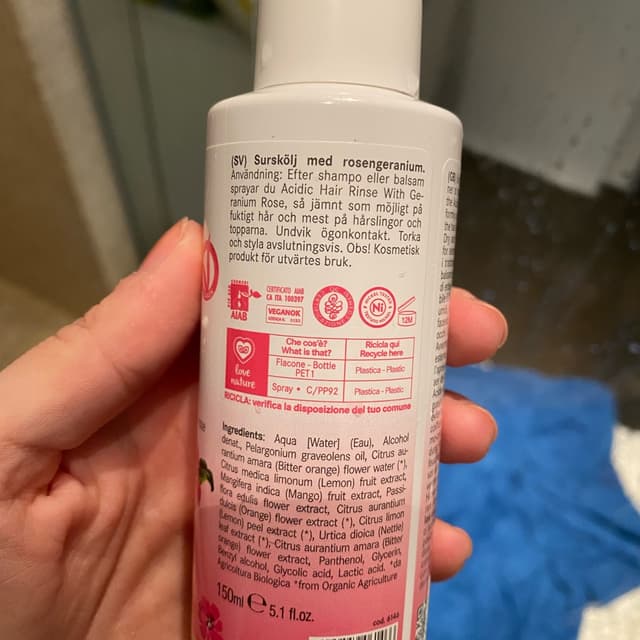 (SV) Surskölj med rosengeranium.
Användning: Efter shampo eller balsam
sprayar du Acidic Hair Rinse With Ge-
ranium Rose, så jämnt som möjligt på
fuktigt hår och mest på hårslingor och
topparna. Undvik ögonkontakt. Torka
och styla avslutningsvis. Obs! Kosmetisk
produkt för utvärtes bruk.
AIAB
CERTIFICATO AIAB
CA ITA 100397
VEGANOK
Ni
12M
love
nature
Che cos'è?
What is that?
Ricicla qui
Recycle here
Flacone - Bottle
PET1
Plastica - Plastic
Spray • C/PP92
Plastica - Plastic
RICICLA: verifica la disposizione del tuo comune
Ingredients: Aqua [Water] (Eau), Alcohol
denat., Pelargonium graveolens oil, Citrus au-
rantium amara (Bitter orange) flower water (*),
Citrus medica limonum (Lemon) fruit extract,
Mangifera indica (Mango) fruit extract, Passi-
flora edulis flower extract, Citrus aurantium
dulcis (Orange) flower extract (*), Citrus limon
(Lemon) peel extract (*), Urtica dioica (Nettle)
leaf extract (*), Citrus aurantium amara (Bitter
orange) flower extract, Panthenol, Glycerin,
Benzyl alcohol, Glycolic acid, Lactic acid. *da
Agricoltura Biologica *from Organic Agriculture
150ml e 5.1 fl.oz.
cod. 6146